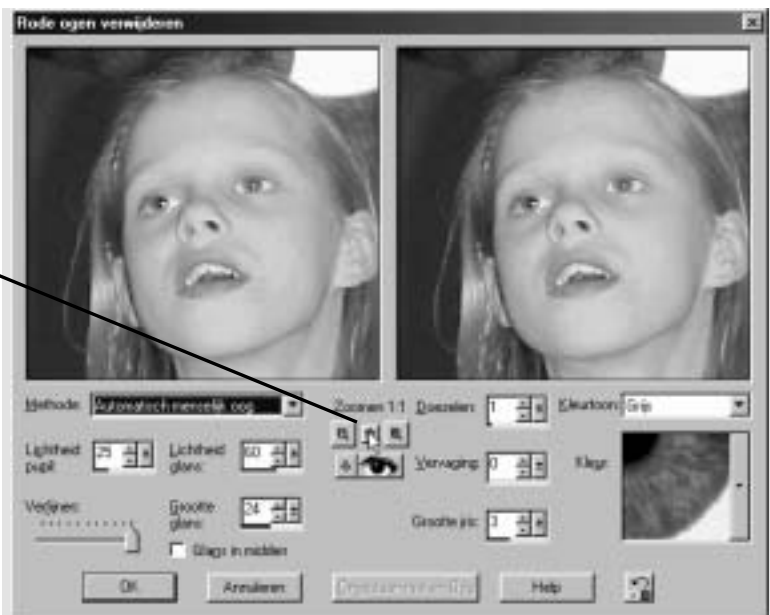 Rode ogen verwijderen
Methode: Automatisch menselijk oog
Zoomen 1:1
Doezelen: 1
Kleurtoon: Grijs
Lichtheid pupil: 25
Lichtheid glans: 60
Vervaging: 0
Kleur:
Verfijnen:
Grootte glans: 24
Grootte iris: 3
Glans in midden
OK
Annuleren
Help